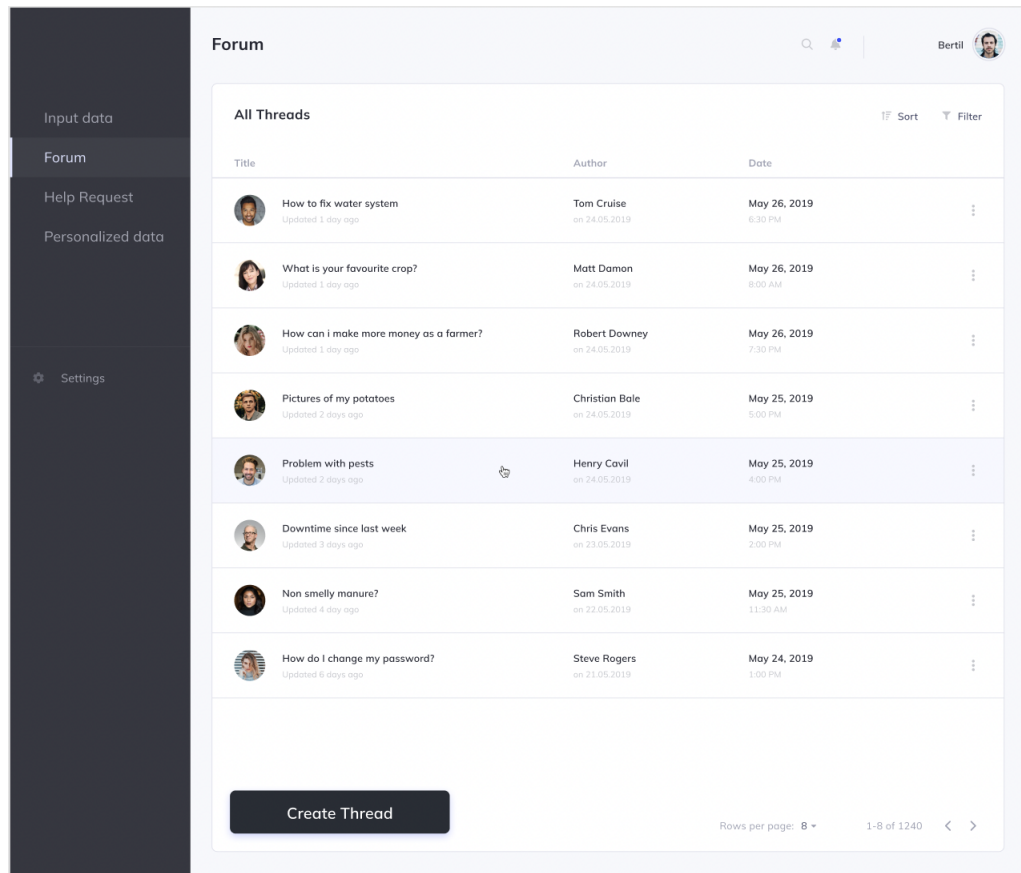 Forum
Bertil
Input data
Forum
Help Request
Personalized data
Settings
All Threads
Sort
Filter
Title Author Date
How to fix water system Tom Cruise May 26, 2019
Updated 1 day ago on 24.05.2019 6:30 PM
What is your favourite crop? Matt Damon May 26, 2019
Updated 1 day ago on 24.05.2019 8:00 AM
How can i make more money as a farmer? Robert Downey May 26, 2019
Updated 1 day ago on 24.05.2019 7:30 PM
Pictures of my potatoes Christian Bale May 25, 2019
Updated 2 days ago on 24.05.2019 5:00 PM
Problem with pests Henry Cavil May 25, 2019
Updated 2 days ago on 24.05.2019 4:00 PM
Downtime since last week Chris Evans May 25, 2019
Updated 3 days ago on 23.05.2019 2:00 PM
Non smelly manure? Sam Smith May 25, 2019
Updated 4 day ago on 22.05.2019 11:30 AM
How do I change my password? Steve Rogers May 24, 2019
Updated 6 days ago on 21.05.2019 1:00 PM
Create Thread
Rows per page: 8
1-8 of 1240